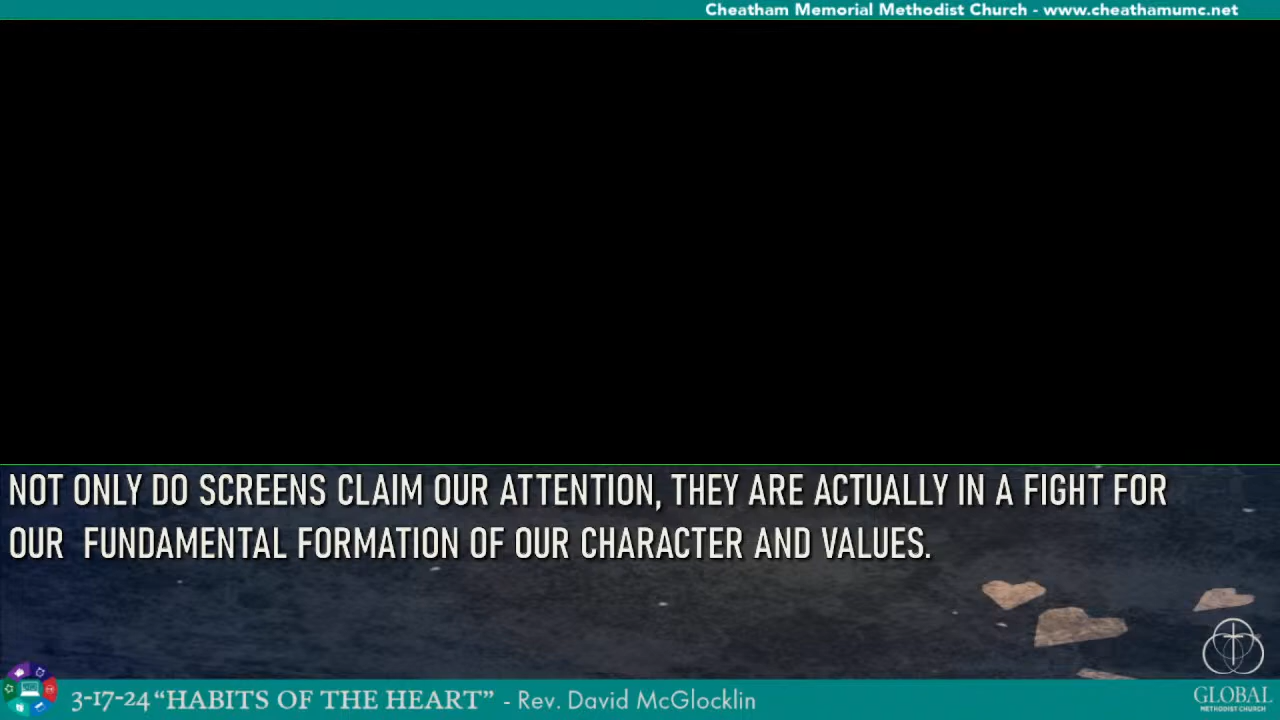 Cheatham Memorial Methodist Church - www.cheathamumc.net
NOT ONLY DO SCREENS CLAIM OUR ATTENTION, THEY ARE ACTUALLY IN A FIGHT FOR
OUR  FUNDAMENTAL FORMATION OF OUR CHARACTER AND VALUES.
3-17-24 “HABITS OF THE HEART” - Rev. David McGlocklin
GLOBAL
METHODIST CHURCH